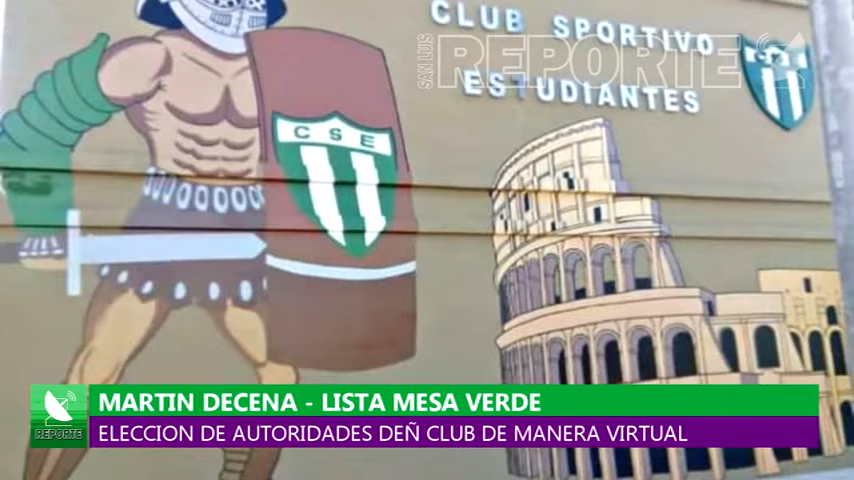 CLUB SPORTIVO
ESTUDIANTES
SAN LUIS
REPORTE
CSE
MARTIN DECENA - LISTA MESA VERDE
ELECCION DE AUTORIDADES DEÑ CLUB DE MANERA VIRTUAL
REPORTE